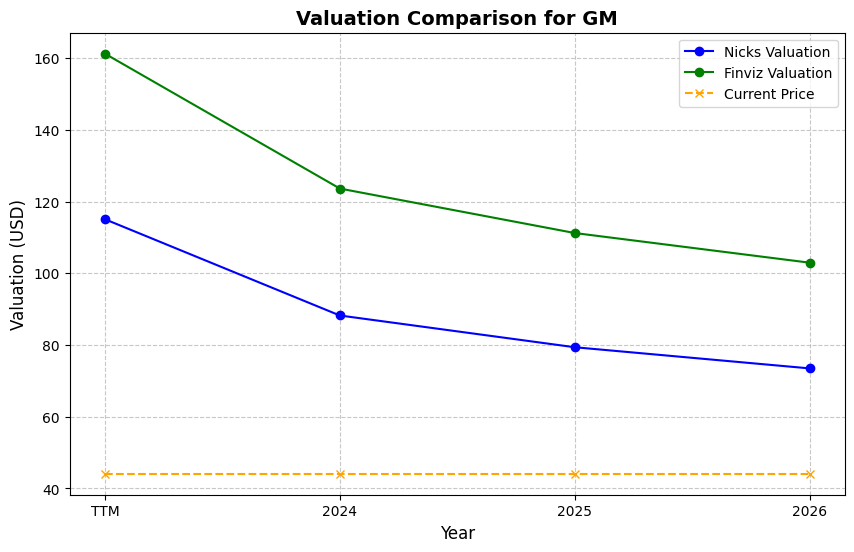 Valuation Comparison for GM
Nicks Valuation
Finviz Valuation
Current Price
Valuation (USD)
160
140
120
100
80
60
40
TTM
2024
2025
2026
Year